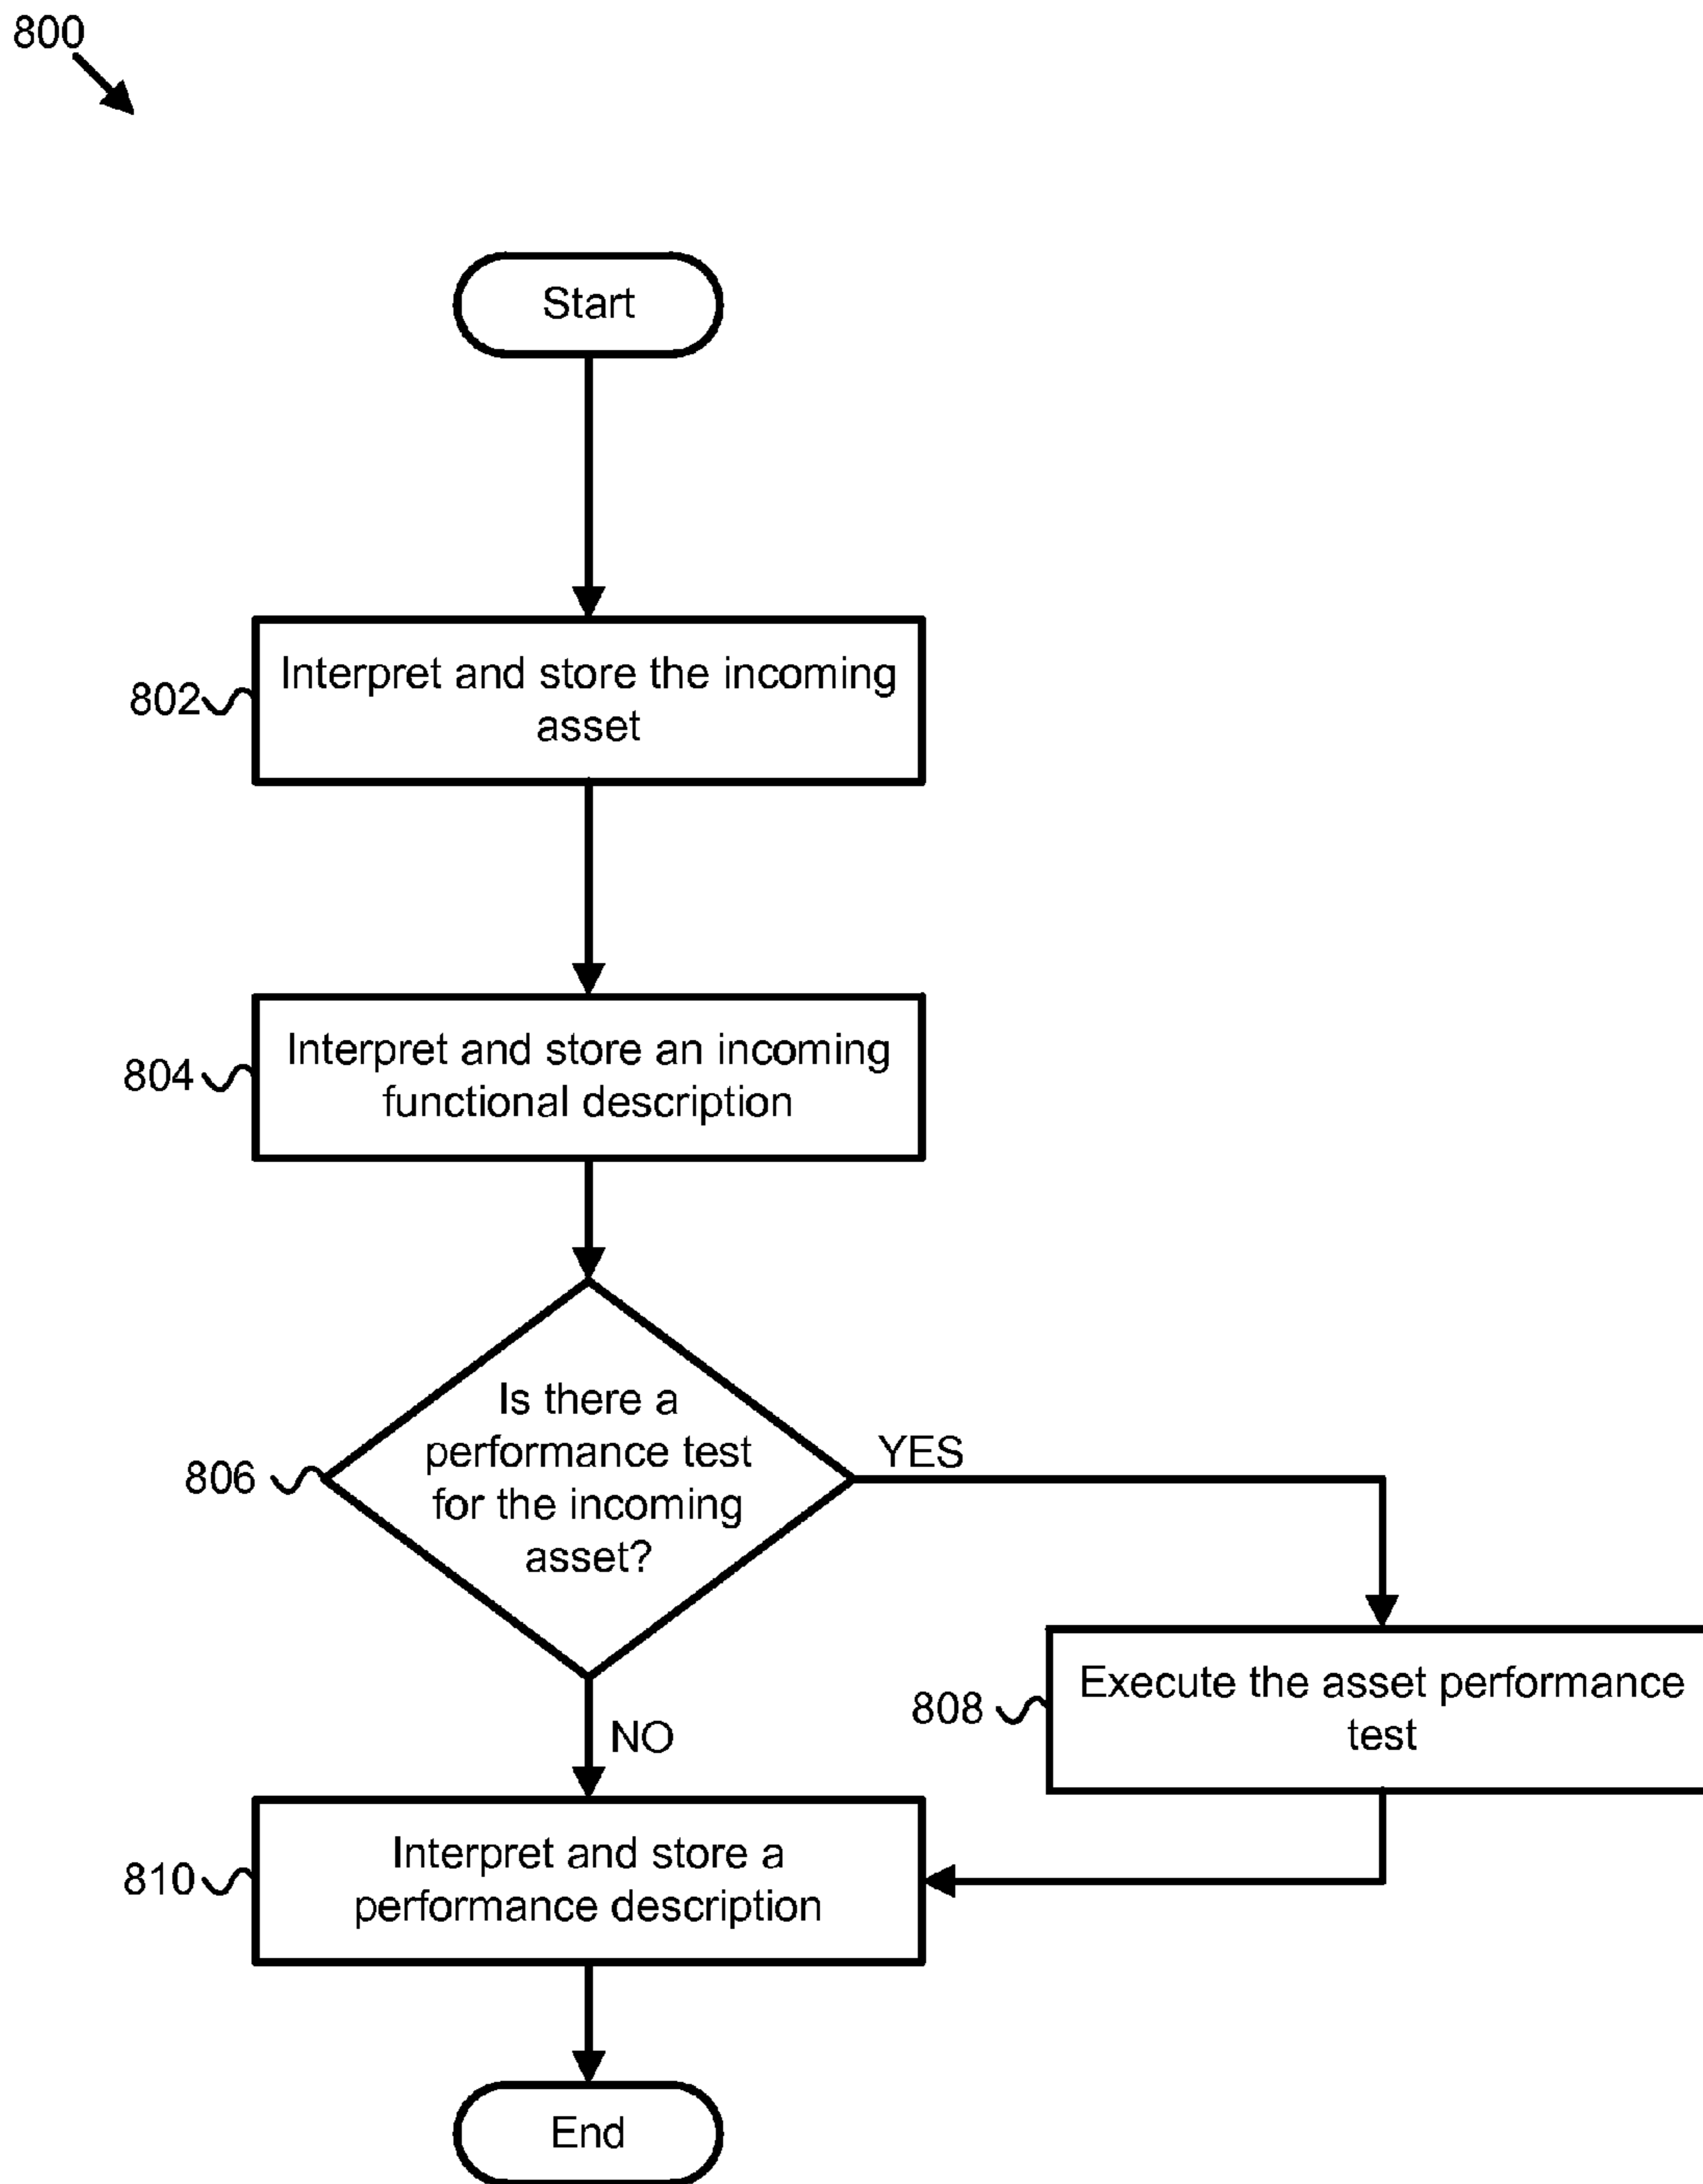 800
Start
802
Interpret and store the incoming
asset
804
Interpret and store an incoming
functional description
806
Is there a
performance test
for the incoming
asset?
YES
NO
808
Execute the asset performance
test
810
Interpret and store a
performance description
End